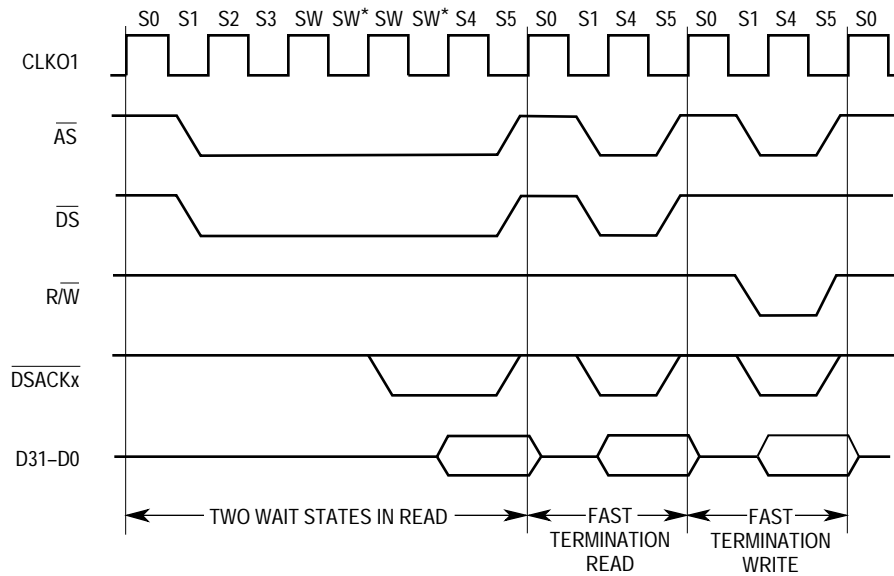 S0 S1 S2 S3 SW SW* SW SW* S4 S5 S0 S1 S4 S5 S0 S1 S4 S5 S0
CLKO1
AS
DS
R/W
DSACKx
D31–D0
TWO WAIT STATES IN READ
FAST
TERMINATION
READ
FAST
TERMINATION
WRITE